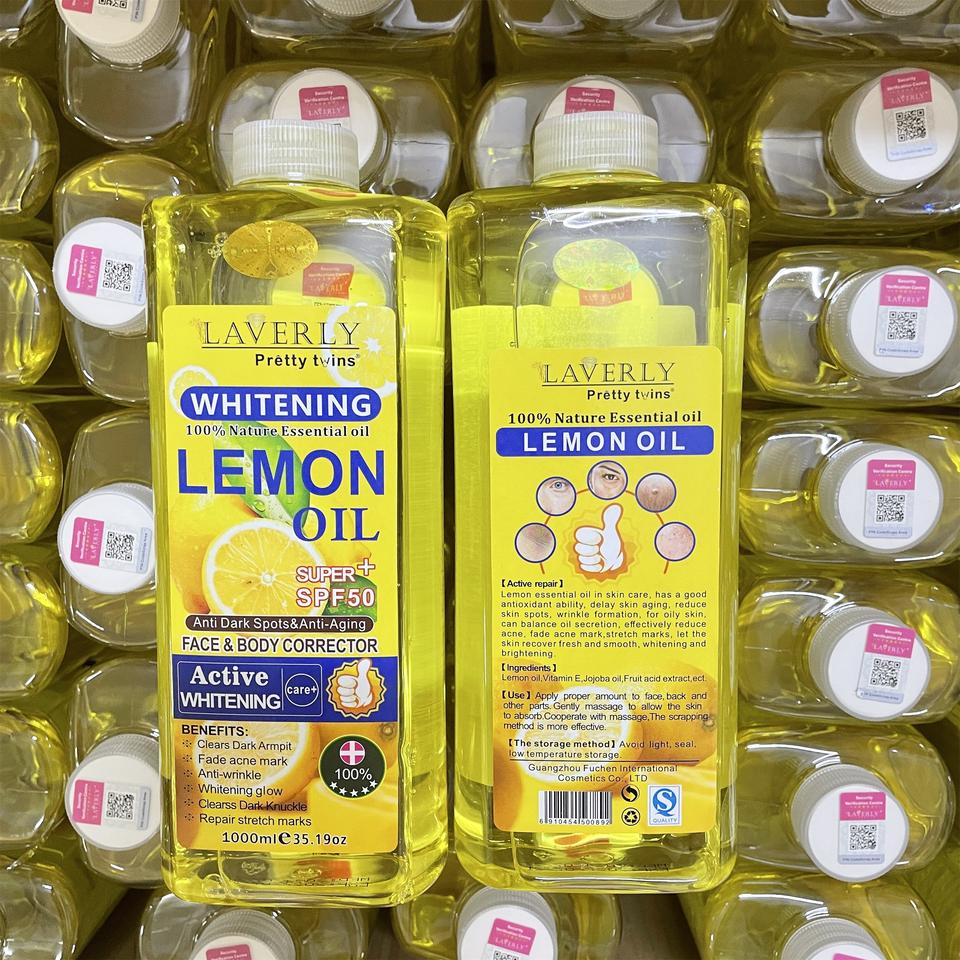 LAVERLY
Pretty twins®
WHITENING
100% Nature Essential oil
LEMON
OIL
SUPER+
SPF50
Anti Dark Spots&Anti-Aging
FACE & BODY CORRECTOR
Active
WHITENING
care+
BENEFITS:
Clears Dark Armpit
Fade acne mark
Anti-wrinkle
Whitening glow
Clearss Dark Knuckle
Repair stretch marks
100%
1000ml℮35.19oz
LAVERLY
Pretty twins®
100% Nature Essential oil
LEMON OIL
【Active repair】
Lemon essential oil in skin care, has a good
antioxidant ability, delay skin aging, reduce
skin spots, wrinkle formation, for oily skin,
can balance oil secretion, effectively reduce
acne, fade acne mark,stretch marks, let the
skin recover fresh and smooth, whitening and
brightening.
【Ingredients】
Lemon oil,Vitamin E,Jojoba oil,Fruit acid extract,ect.
【Use】Apply proper amount to face, back and
other parts. Gently massage to allow the skin
to absorb.Cooperate with massage,The scrapping
method is more effective.
【The storage method】Avoid light, seal,
low temperature storage.
Guangzhou Fuchen International
Cosmetics Co., LTD
6910454150089
QS
QUALITY
Security
Verification Centre
LAVERLY